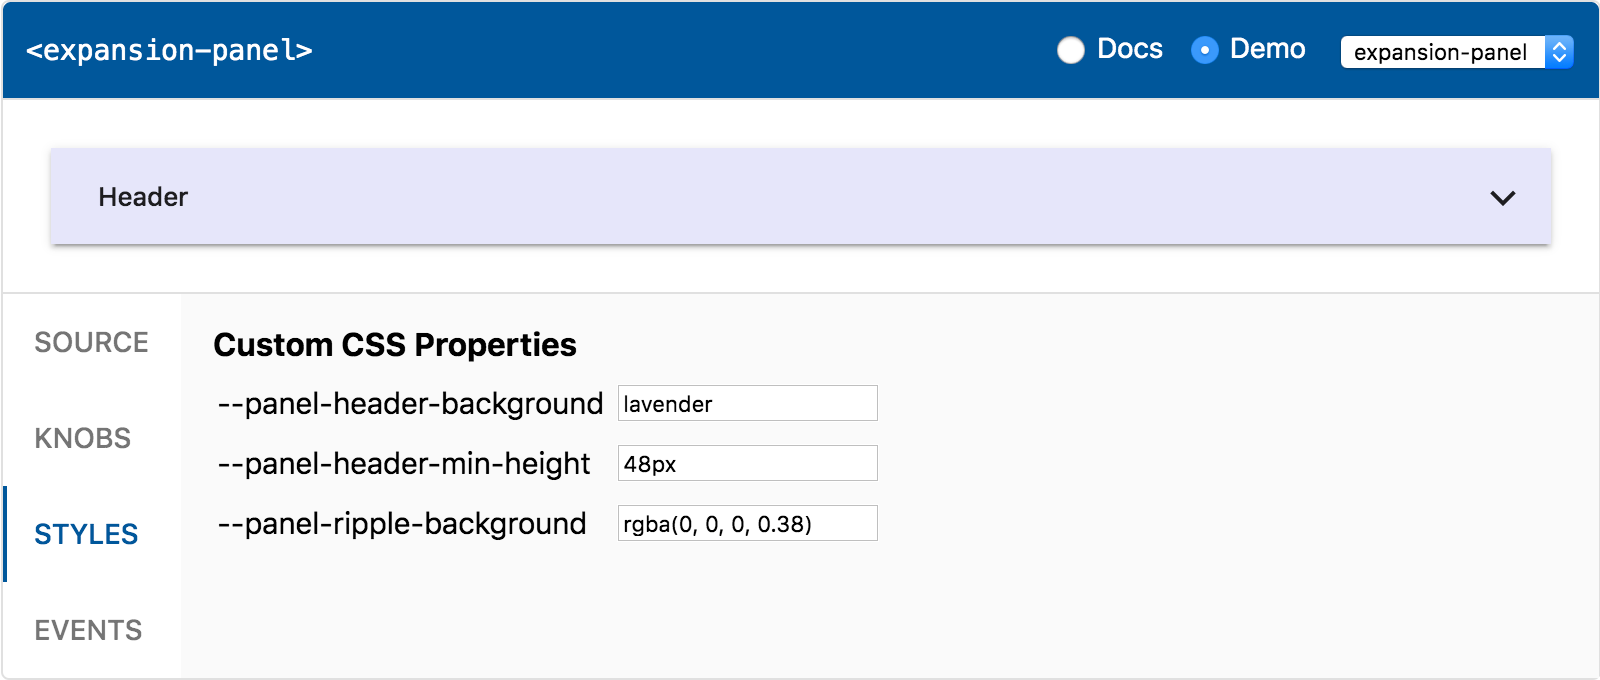 <expansion-panel>
Docs Demo expansion-panel
Header
SOURCE
KNOBS
STYLES
EVENTS
Custom CSS Properties
--panel-header-background lavender
--panel-header-min-height 48px
--panel-ripple-background rgba(0, 0, 0, 0.38)